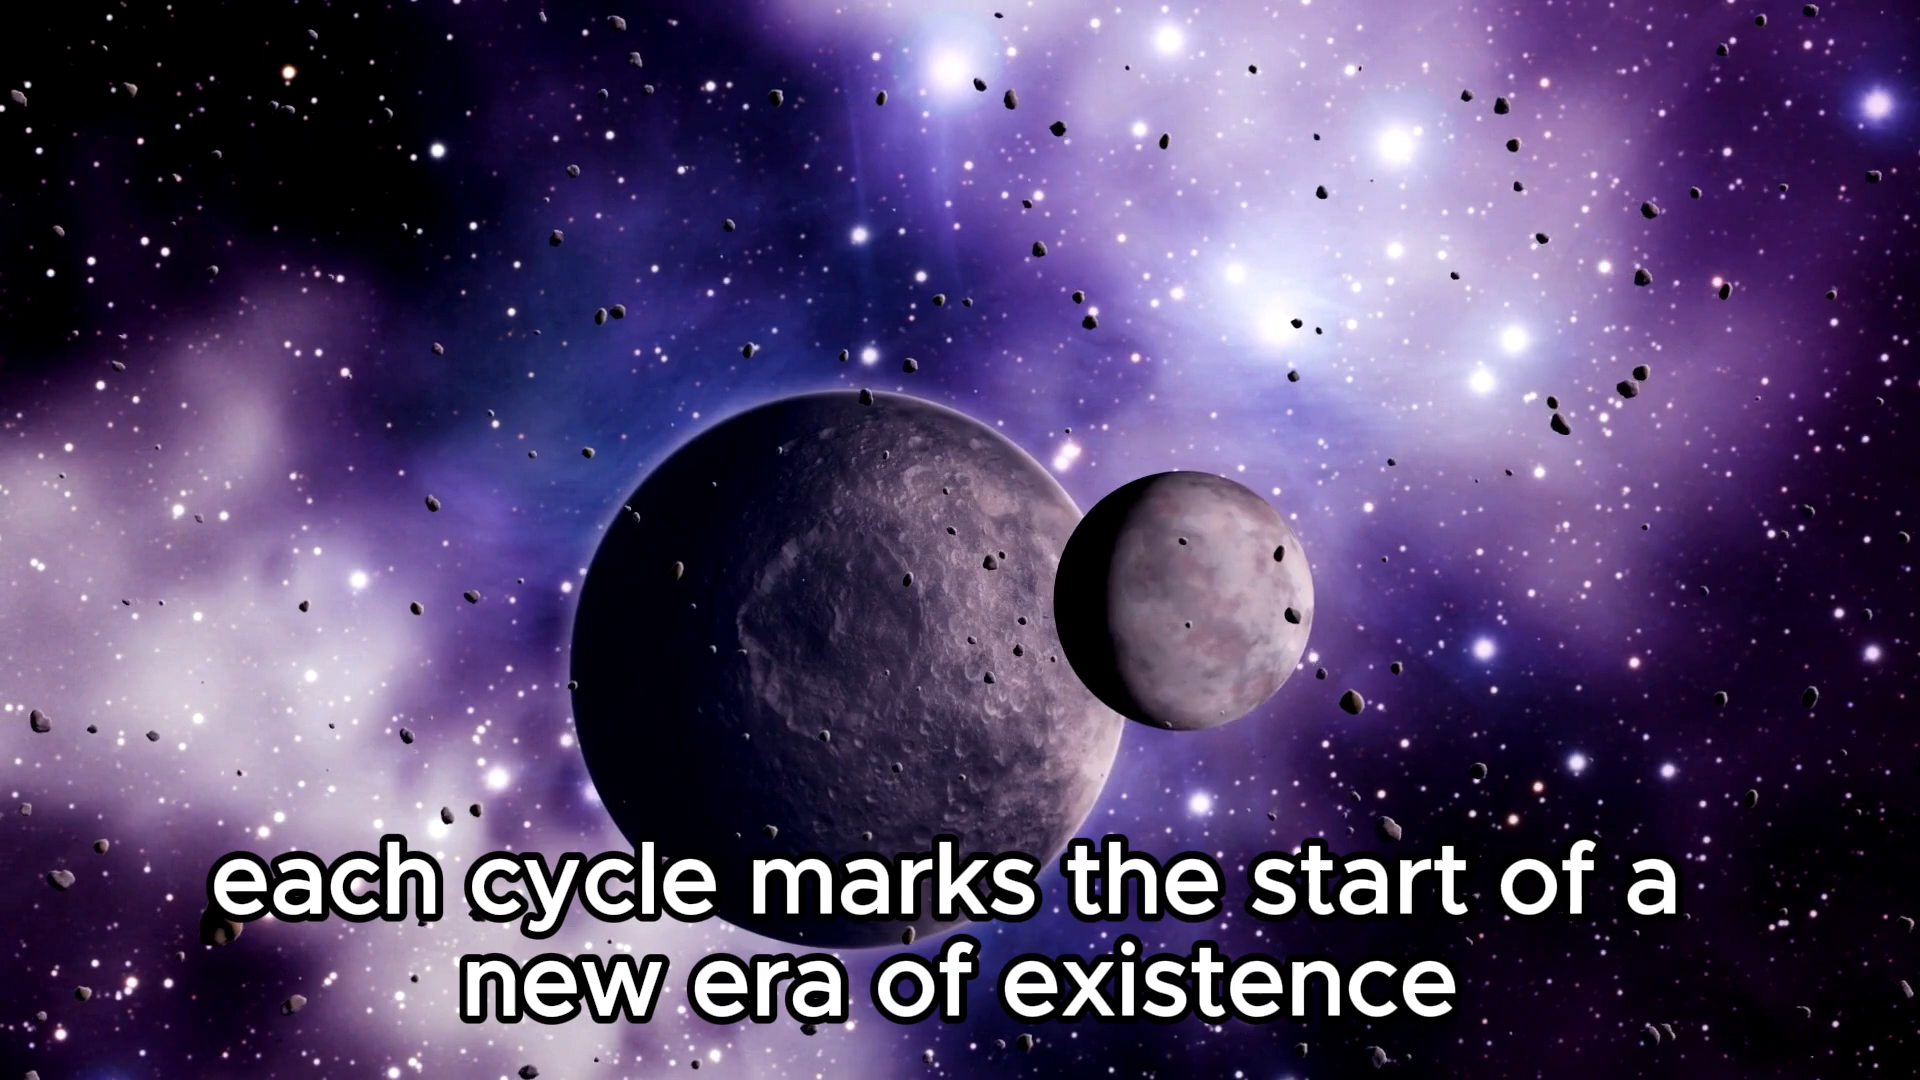 each cycle marks the start of a
new era of existence